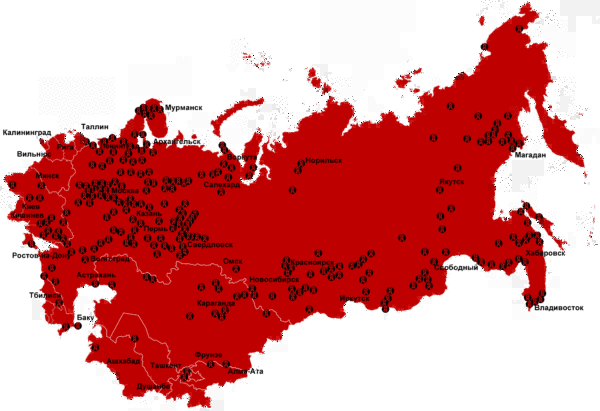 Мурманск
Таллин
Калининград
Архангельск
Рига
Вильнюс
Воркута
Норильск
Магадан
Минск
Салехард
Якутск
Москва
Киев
Казань
Кишинев
Пермь
Свердловск
Ростов-на-Дону
Хабаровск
Волгоград
Омск
Красноярск
Свободный
Астрахань
Новосибирск
Тбилиси
Караганда
Иркутск
Владивосток
Баку
Фрунзе
Ашхабад
Ташкент
Алма-Ата
Душанбе